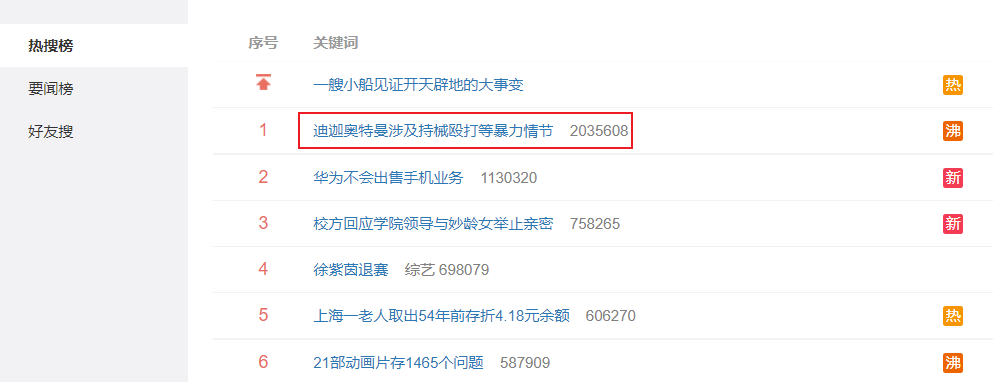 热搜榜
要闻榜
好友搜
序号 关键词
一艘小船见证开天辟地的大事变 热
1 迪迦奥特曼涉及持械殴打等暴力情节 2035608 沸
2 华为不会出售手机业务 1130320 新
3 校方回应学院领导与妙龄女举止亲密 758265 新
4 徐紫茵退赛 综艺 698079
5 上海一老人取出54年前存折4.18元余额 606270 热
6 21部动画片存1465个问题 587909 沸